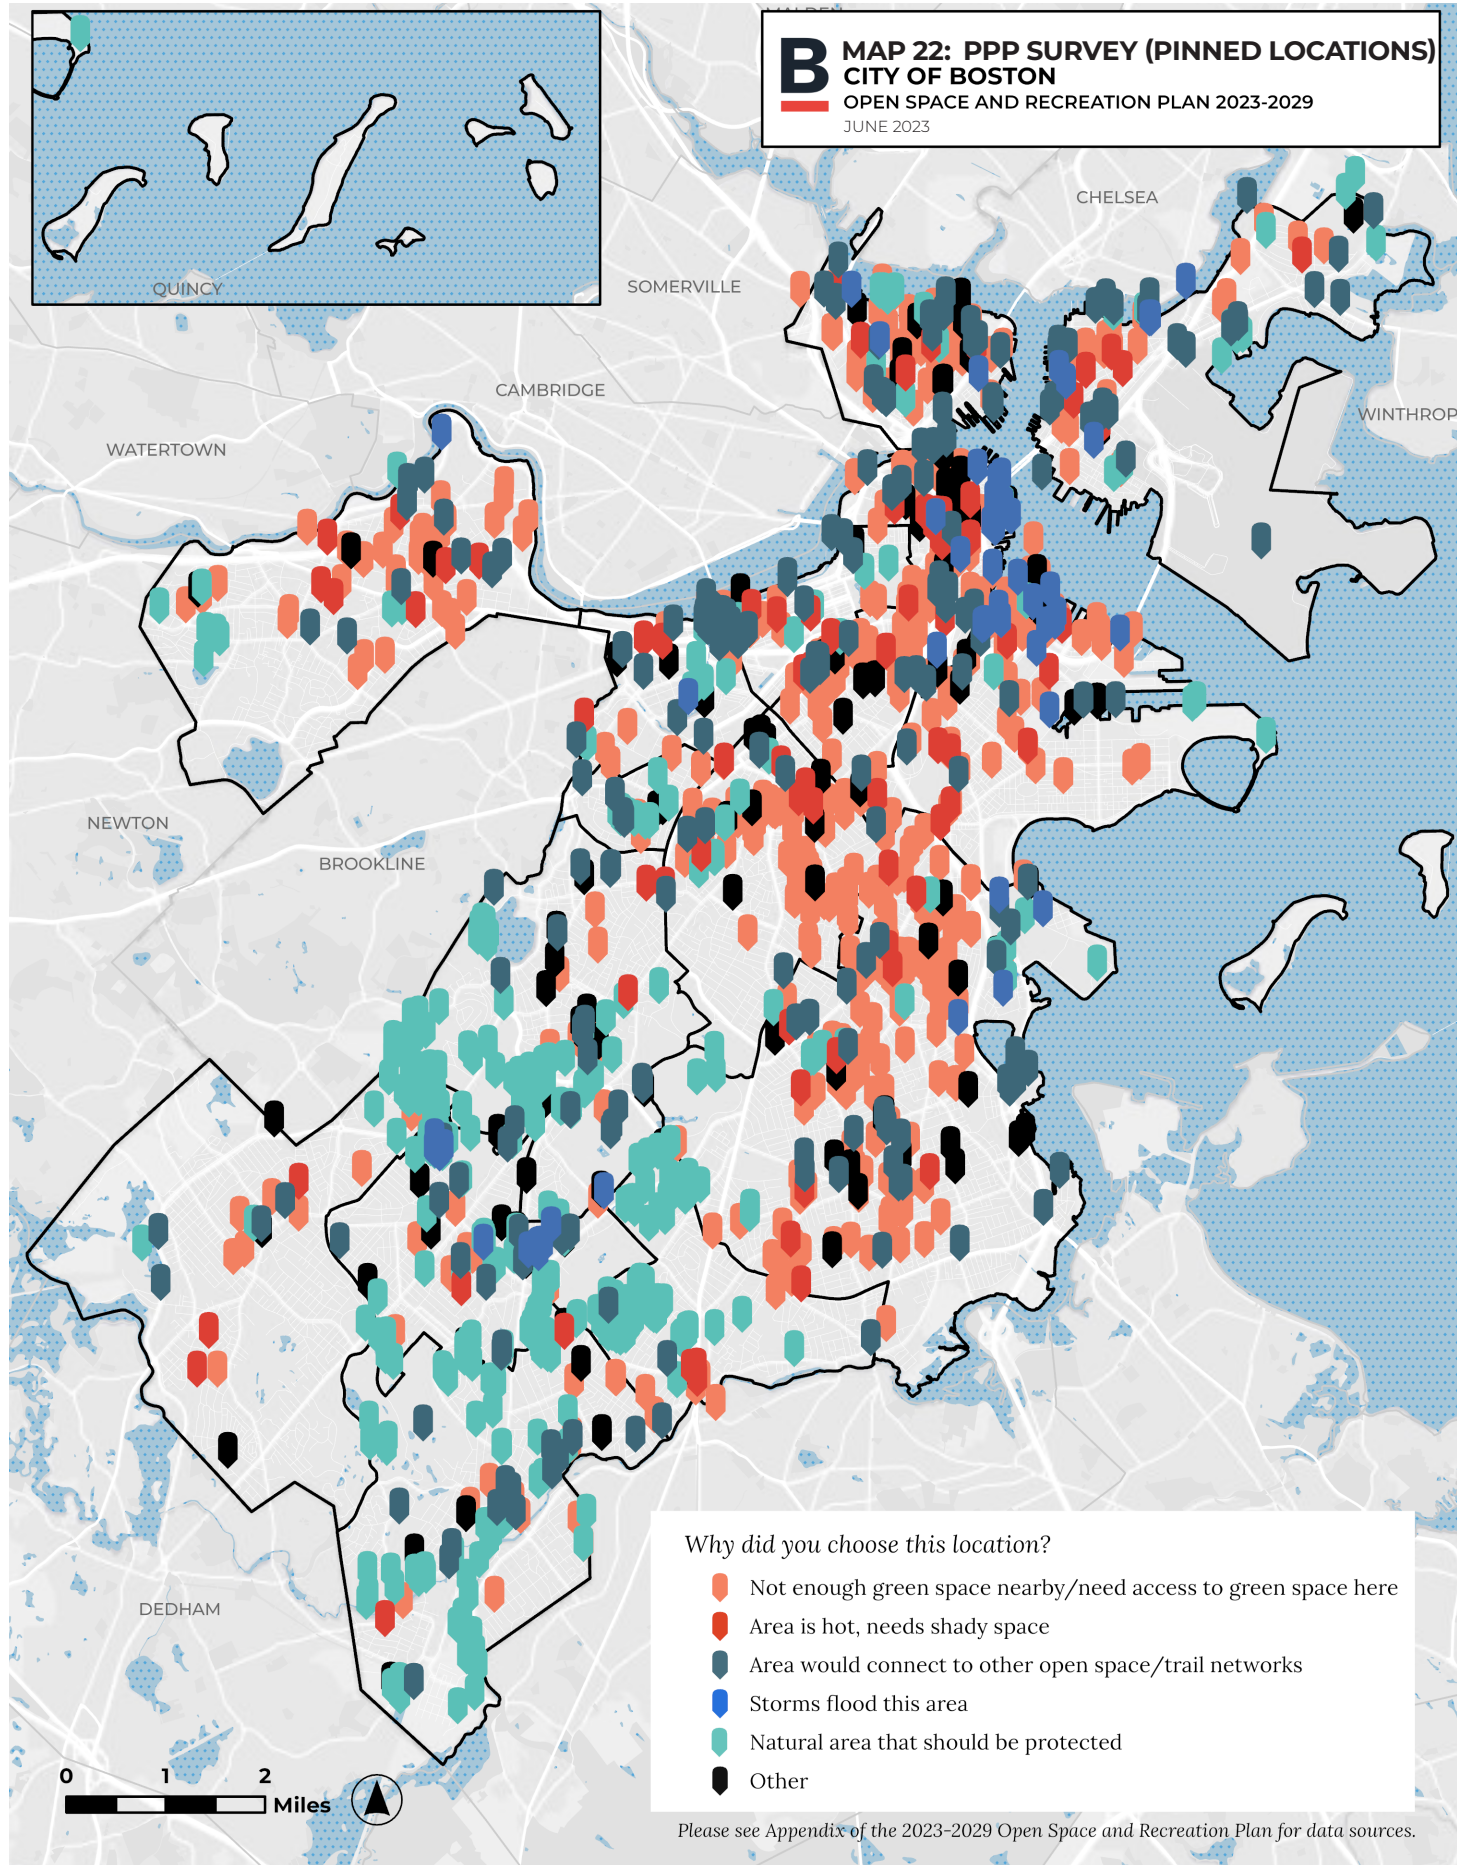 B
MAP 22: PPP SURVEY (PINNED LOCATIONS)
CITY OF BOSTON
OPEN SPACE AND RECREATION PLAN 2023-2029
JUNE 2023
CHELSEA
QUINCY
SOMERVILLE
CAMBRIDGE
WINTHROP
WATERTOWN
NEWTON
BROOKLINE
DEDHAM
Why did you choose this location?
Not enough green space nearby/need access to green space here
Area is hot, needs shady space
Area would connect to other open space/trail networks
Storms flood this area
Natural area that should be protected
Other
0 1 2
Miles
Please see Appendix of the 2023-2029 Open Space and Recreation Plan for data sources.